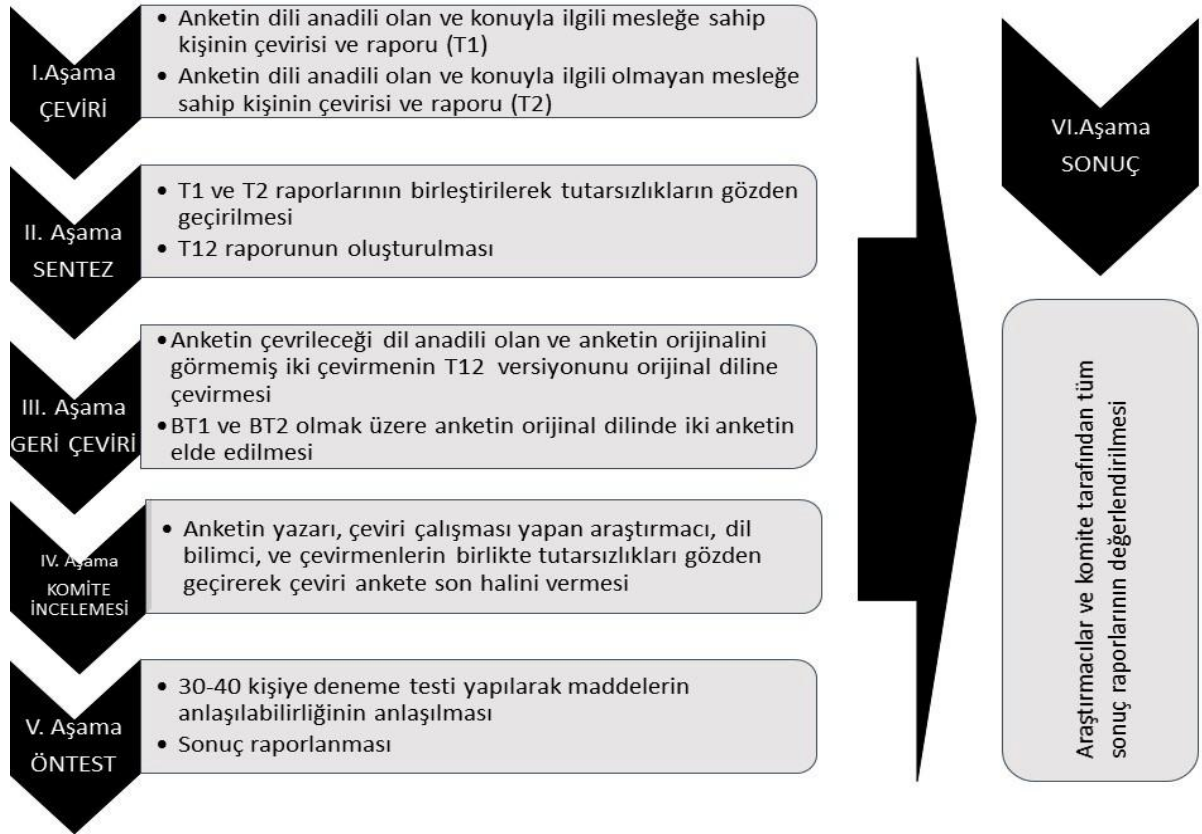 I.Aşama
ÇEVİRİ
• Anketin dili anadili olan ve konuyla ilgili mesleğe sahip
kişinin çevirisi ve raporu (T1)
• Anketin dili anadili olan ve konuyla ilgili olmayan mesleğe
sahip kişinin çevirisi ve raporu (T2)
II. Aşama
SENTEZ
• T1 ve T2 raporlarının birleştirilerek tutarsızlıkların gözden
geçirilmesi
• T12 raporunun oluşturulması
III. Aşama
GERİ ÇEVİRİ
•Anketin çevrileceği dil anadili olan ve anketin orijinalini
görmemiş iki çevirmenin T12 versiyonunu orijinal diline
çevirmesi
•BT1 ve BT2 olmak üzere anketin orijinal dilinde iki anketin
elde edilmesi
IV. Aşama
KOMİTE
İNCELEMESİ
• Anketin yazarı, çeviri çalışması yapan araştırmacı, dil
bilimci, ve çevirmenlerin birlikte tutarsızlıkları gözden
geçirerek çeviri ankete son halini vermesi
V. Aşama
ÖNTEST
• 30-40 kişiye deneme testi yapılarak maddelerin
anlaşılabilirliğinin anlaşılması
• Sonuç raporlanması
VI.Aşama
SONUÇ
Araştırmacılar ve komite tarafından tüm
sonuç raporlarının değerlendirilmesi